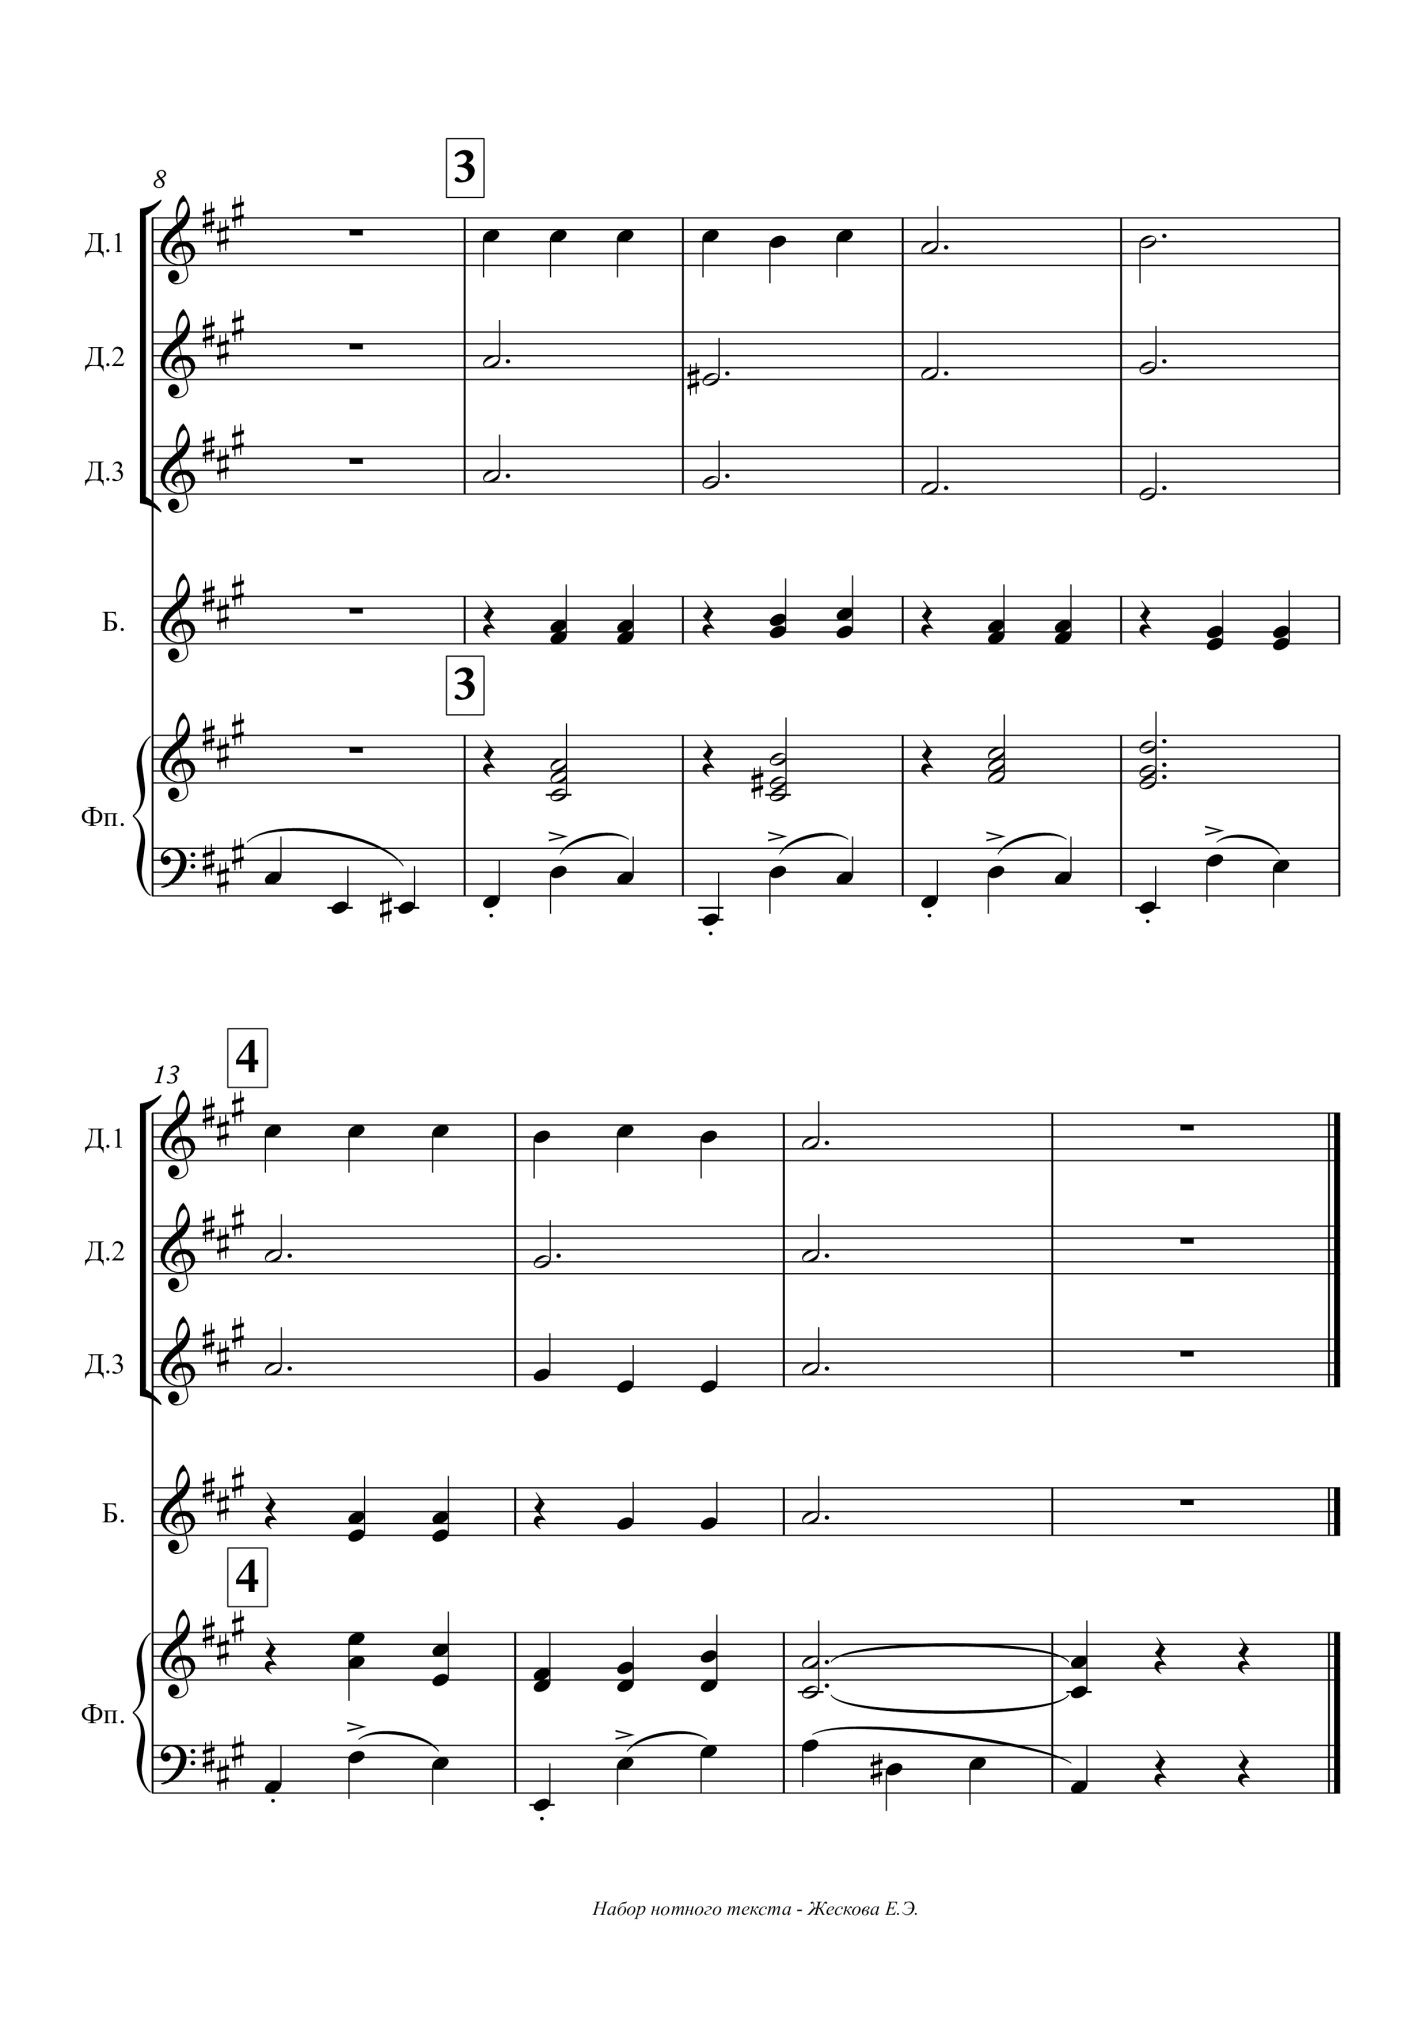 3
8
Д.1
Д.2
Д.3
Б.
3
Фп.
4
13
Д.1
Д.2
Д.3
Б.
4
Фп.
Набор нотного текста - Жескова Е.Э.